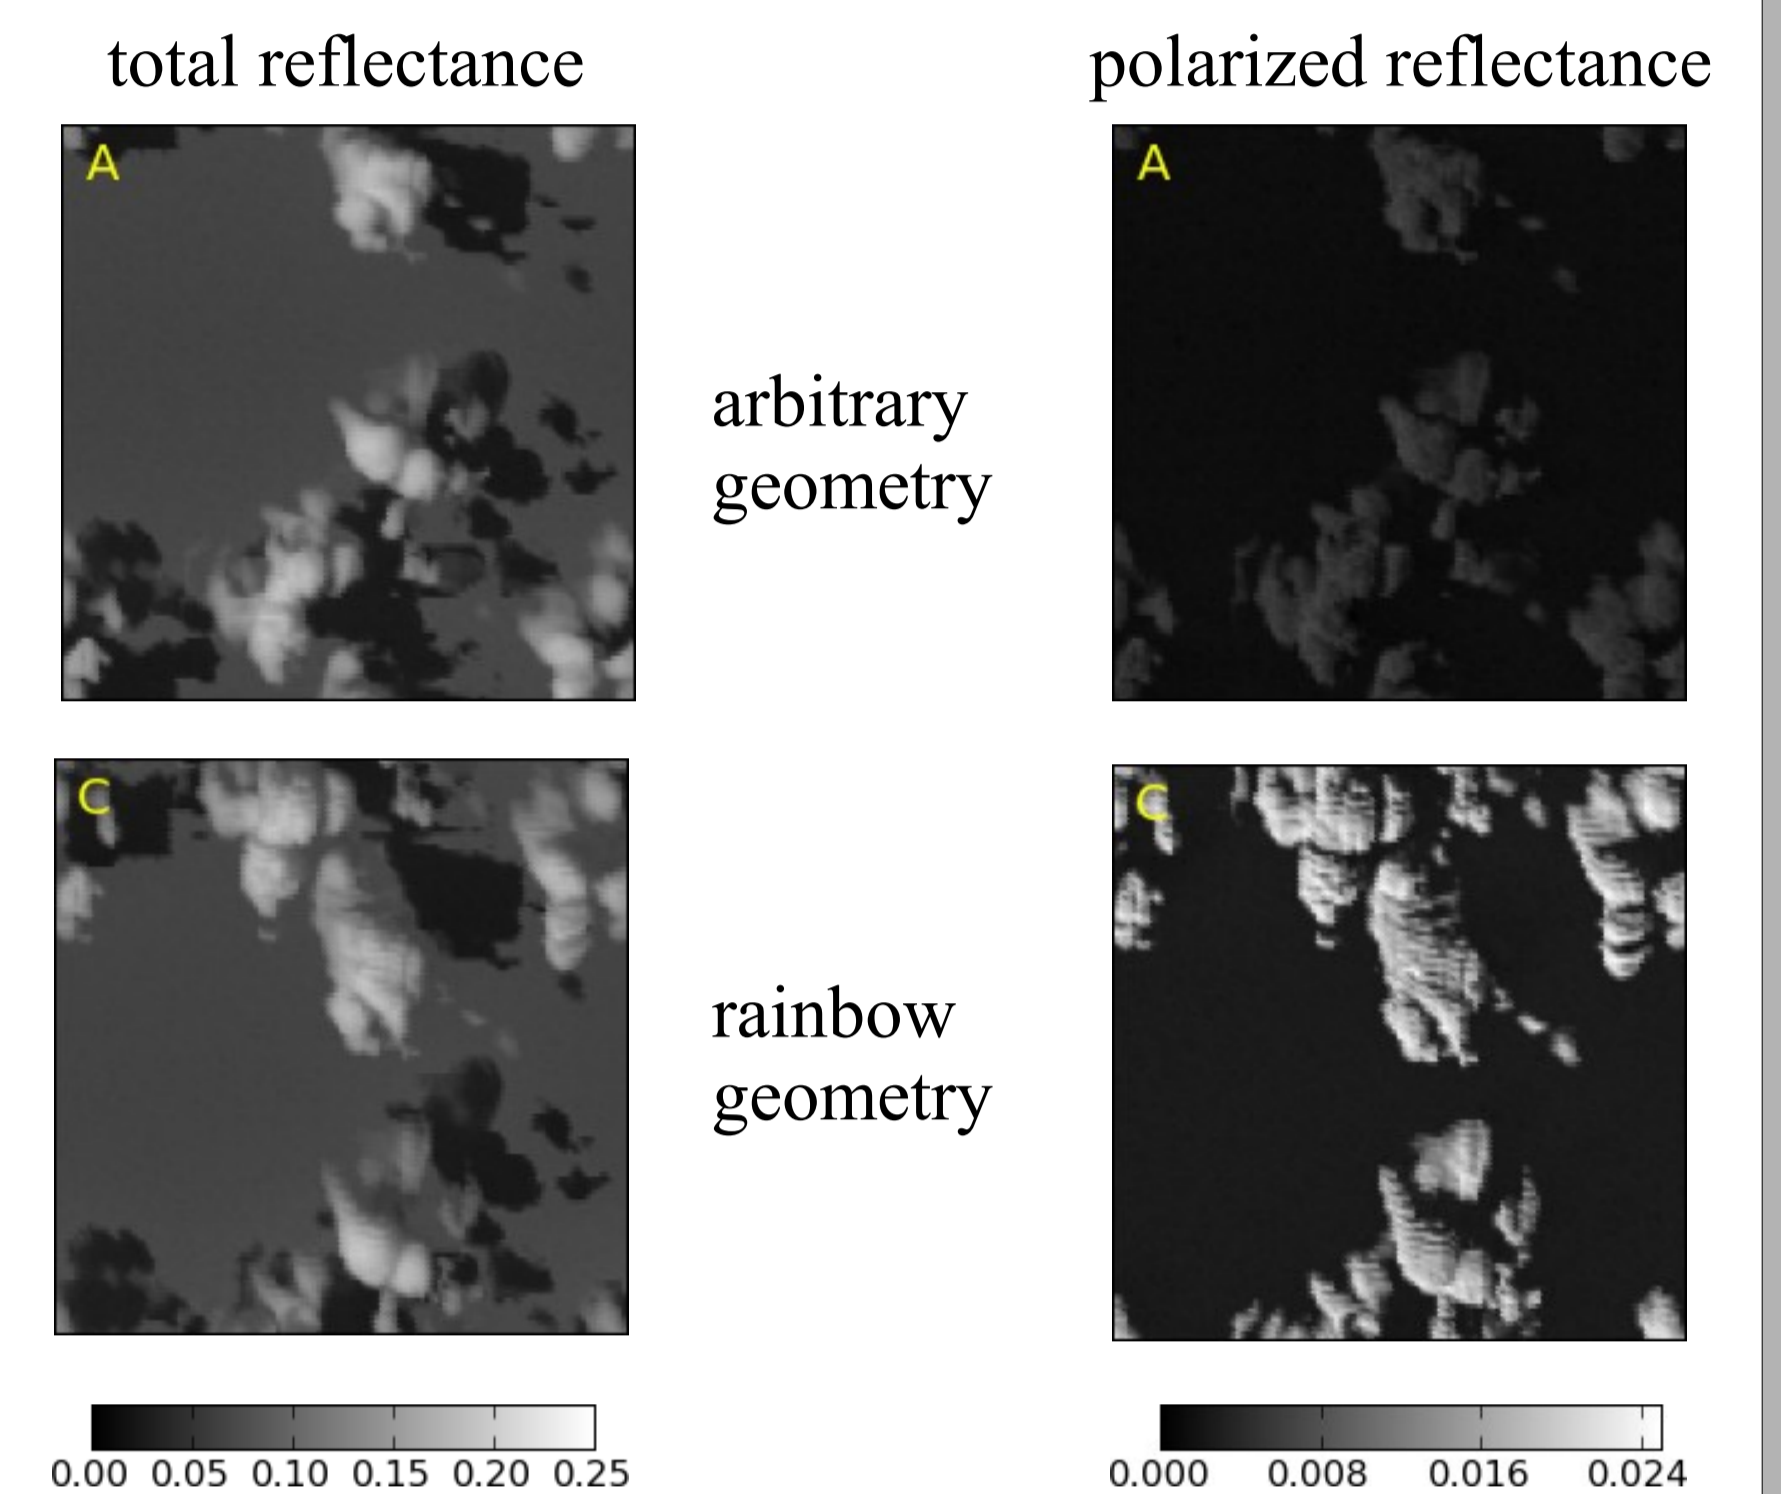 total reflectance
polarized reflectance
A
A
arbitrary
geometry
C
C
rainbow
geometry
0.00 0.05 0.10 0.15 0.20 0.25
0.000 0.008 0.016 0.024